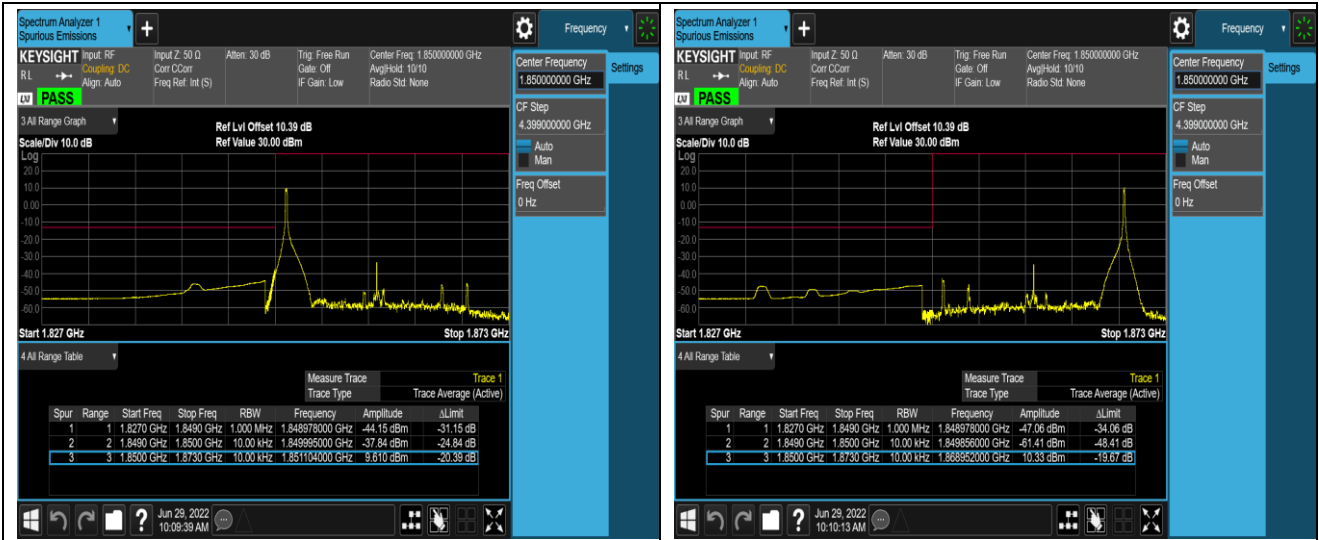 Spectrum Analyzer 1
Spurious Emissions
+
Frequency
KEYSIGHT Input: RF Input Z: 50 Ω Atten: 30 dB Trig: Free Run Center Freq: 1.850000000 GHz
RL Coupling: DC Corr CCorr Gate: Off Avg|Hold: 10/10
Align: Auto Freq Ref: Int (S) IF Gain: Low Radio Std: None
LXI PASS
Center Frequency
1.850000000 GHz
Settings
CF Step
4.399000000 GHz
Auto
Man
Freq Offset
0 Hz
3 All Range Graph
Ref Lvl Offset 10.39 dB
Scale/Div 10.0 dB Ref Value 30.00 dBm
Log
20.0
10.0
0.00
-10.0
-20.0
-30.0
-40.0
-50.0
-60.0
Start 1.827 GHz Stop 1.873 GHz
4 All Range Table
Measure Trace Trace 1
Trace Type Trace Average (Active)
Spur Range Start Freq Stop Freq RBW Frequency Amplitude ΔLimit
1 1 1.8270 GHz 1.8490 GHz 1.000 MHz 1.848978000 GHz -44.15 dBm -31.15 dB
2 2 1.8490 GHz 1.8500 GHz 10.00 kHz 1.849995000 GHz -37.84 dBm -24.84 dB
3 3 1.8500 GHz 1.8730 GHz 10.00 kHz 1.851104000 GHz 9.610 dBm -20.39 dB
?
Jun 29, 2022
10:09:39 AM
Spectrum Analyzer 1
Spurious Emissions
+
Frequency
KEYSIGHT Input: RF Input Z: 50 Ω Atten: 30 dB Trig: Free Run Center Freq: 1.850000000 GHz
RL Coupling: DC Corr CCorr Gate: Off Avg|Hold: 10/10
Align: Auto Freq Ref: Int (S) IF Gain: Low Radio Std: None
LXI PASS
Center Frequency
1.850000000 GHz
Settings
CF Step
4.399000000 GHz
Auto
Man
Freq Offset
0 Hz
3 All Range Graph
Ref Lvl Offset 10.39 dB
Scale/Div 10.0 dB Ref Value 30.00 dBm
Log
20.0
10.0
0.00
-10.0
-20.0
-30.0
-40.0
-50.0
-60.0
Start 1.827 GHz Stop 1.873 GHz
4 All Range Table
Measure Trace Trace 1
Trace Type Trace Average (Active)
Spur Range Start Freq Stop Freq RBW Frequency Amplitude ΔLimit
1 1 1.8270 GHz 1.8490 GHz 1.000 MHz 1.848978000 GHz -47.06 dBm -34.06 dB
2 2 1.8490 GHz 1.8500 GHz 10.00 kHz 1.849856000 GHz -61.41 dBm -48.41 dB
3 3 1.8500 GHz 1.8730 GHz 10.00 kHz 1.868952000 GHz 10.33 dBm -19.67 dB
?
Jun 29, 2022
10:10:13 AM